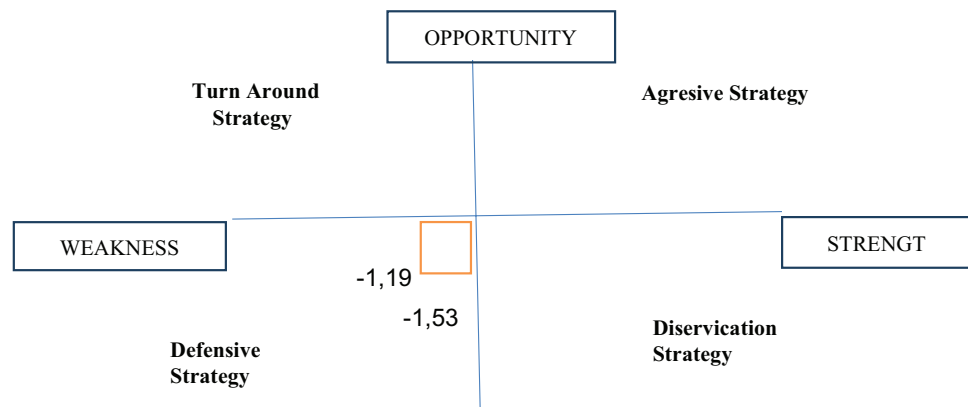 OPPORTUNITY
Turn Around
Strategy
Agresive Strategy
WEAKNESS
STRENGT
-1,19
-1,53
Defensive
Strategy
Diservication
Strategy